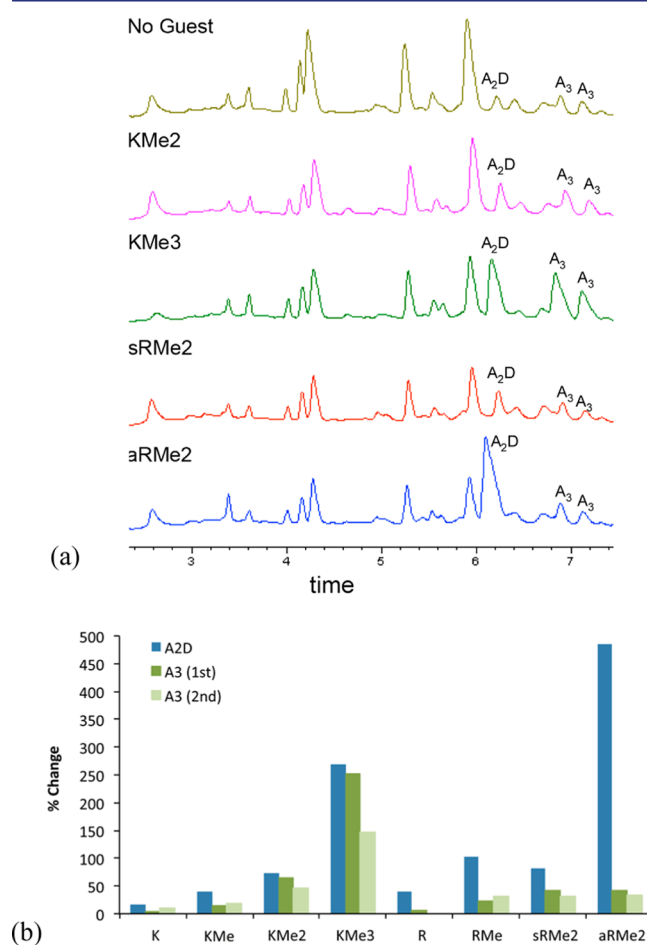 No Guest
A2D
A3
A3
KMe2
A2D
A3
A3
KMe3
A2D
A3
A3
sRMe2
A2D
A3
A3
aRMe2
A2D
A3
A3
3 4 5 6 7
(a)
time
500
450
400
350
300
250
200
150
100
50
0
% Change
A2D
A3 (1st)
A3 (2nd)
(b)
K KMe KMe2 KMe3 R RMe sRMe2 aRMe2